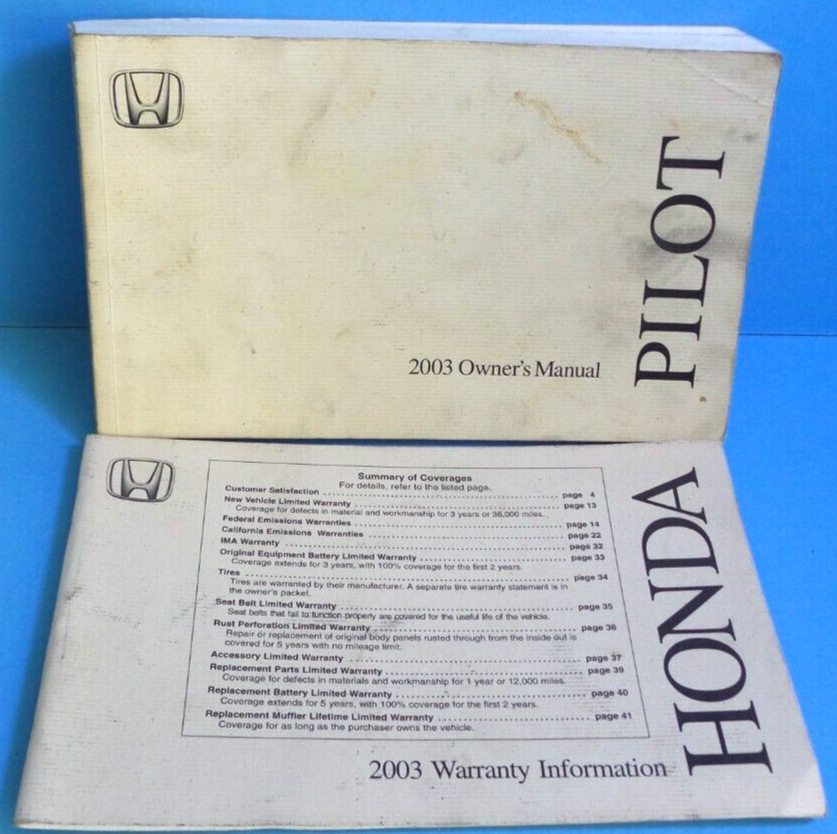 PILOT
2003 Owner's Manual
HONDA
Summary of Coverages
For details, refer to the listed page.
Customer Satisfaction ........ page 4
New Vehicle Limited Warranty ........ page 13
Coverage for defects in material and workmanship for 3 years or 36,000 miles.
Federal Emissions Warranties ........ page 14
California Emissions Warranties ........ page 22
IMA Warranty ........ page 32
Original Equipment Battery Limited Warranty ........ page 33
Coverage extends for 3 years, with 100% coverage for the first 2 years.
Tires ........ page 34
Tires are warranted by their manufacturer. A separate tire warranty statement is in
the owner's packet.
Seat Belt Limited Warranty ........ page 35
Seat belts that fail to function properly are covered for the useful life of the vehicle.
Rust Perforation Limited Warranty ........ page 36
Repair or replacement of original body panels rusted through from the inside out is
covered for 5 years with no mileage limit.
Accessory Limited Warranty ........ page 37
Replacement Parts Limited Warranty ........ page 39
Coverage for defects in materials and workmanship for 1 year or 12,000 miles.
Replacement Battery Limited Warranty ........ page 40
Coverage extends for 5 years, with 100% coverage for the first 2 years.
Replacement Muffler Lifetime Limited Warranty ........ page 41
Coverage for as long as the purchaser owns the vehicle.
2003 Warranty Information